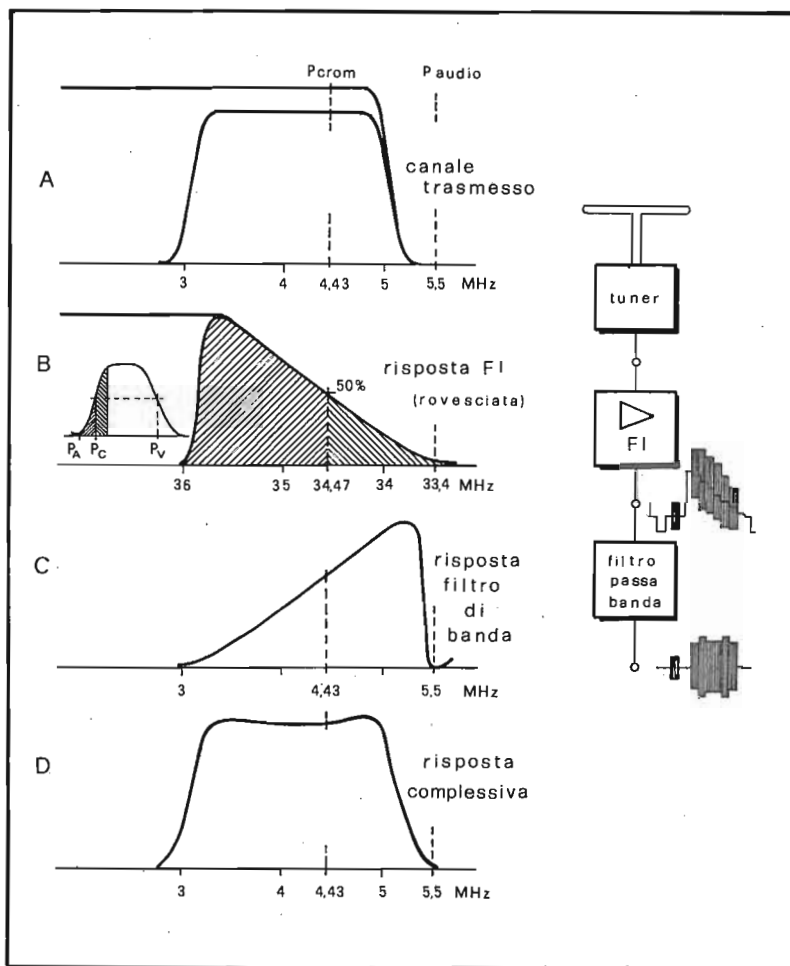 Pcrom
Paudio
A
canale
trasmesso
3 4 4,43 5 5,5 MHz
B
risposta FI
(rovesciata)
50%
PA PC PV
36 35 34,47 34 33,4 MHz
C
risposta
filtro
di
banda
3 4,43 5,5 MHz
D
risposta
complessiva
3 4 4,43 5 5,5 MHz
tuner
FI
filtro
passa
banda